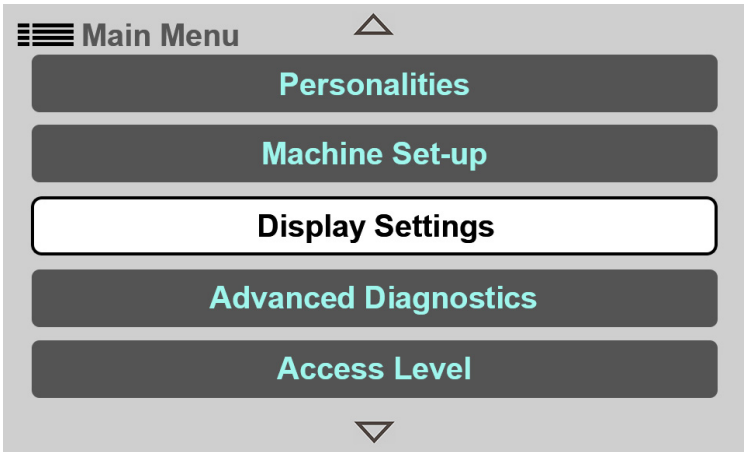 Main Menu
Personalities
Machine Set-up
Display Settings
Advanced Diagnostics
Access Level